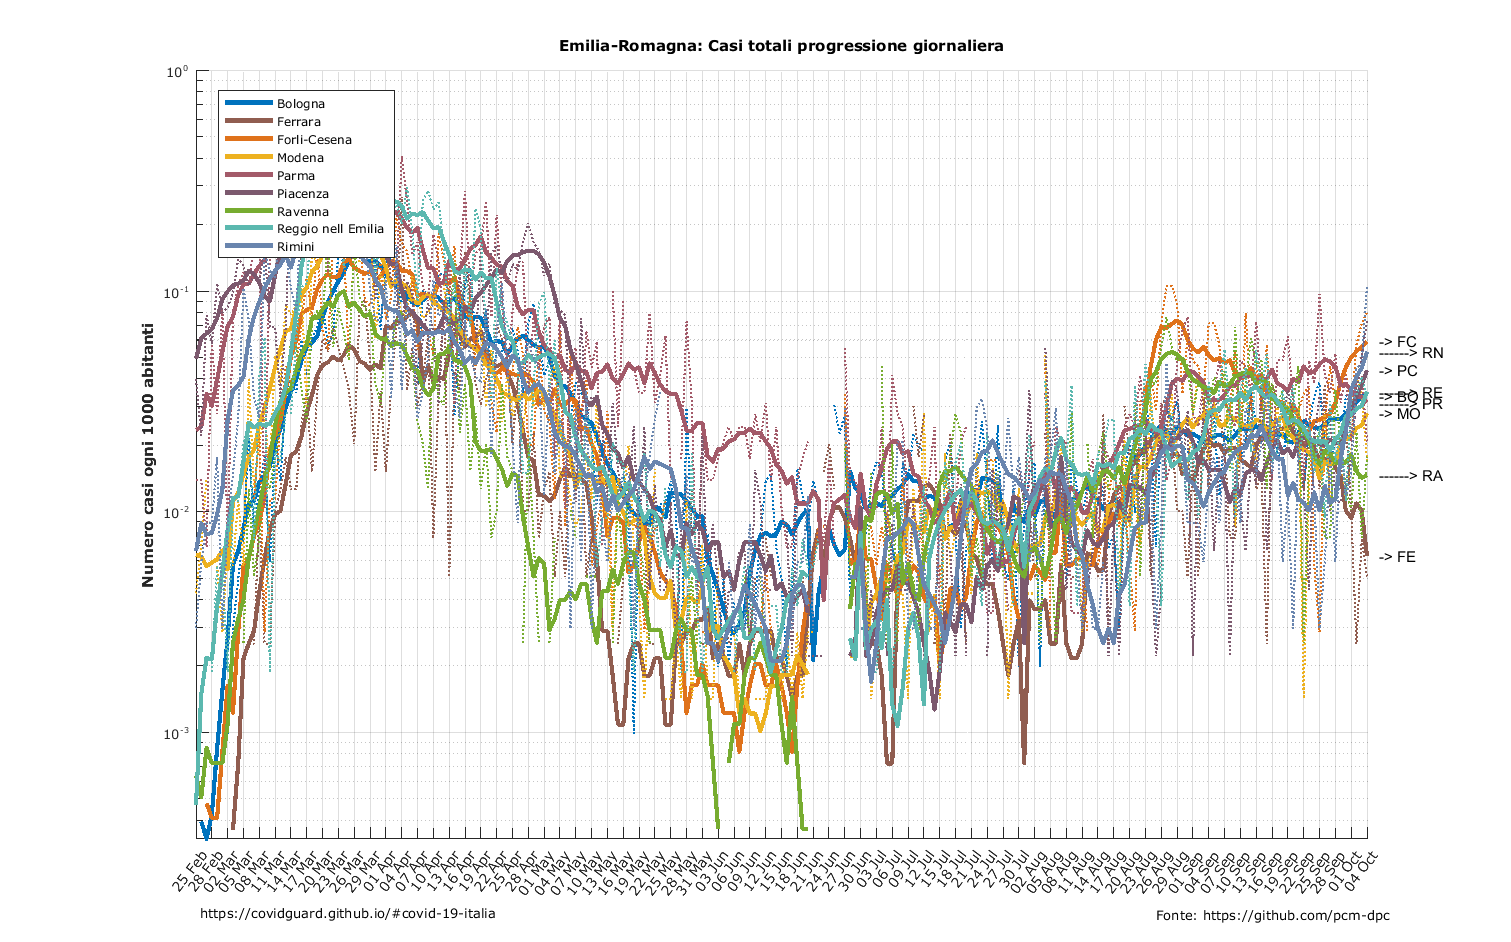 Emilia-Romagna: Casi totali progressione giornaliera
Numero casi ogni 1000 abitanti
10⁰
10⁻¹
10⁻²
10⁻³
Bologna
Ferrara
Forlì-Cesena
Modena
Parma
Piacenza
Ravenna
Reggio nell Emilia
Rimini
-> FC
------> RN
-> PC
------> RE
-> BO
------> PR
-> MO
------> RA
-> FE
25 Feb
28 Feb
02 Mar
05 Mar
08 Mar
11 Mar
14 Mar
17 Mar
20 Mar
23 Mar
26 Mar
29 Mar
01 Apr
04 Apr
07 Apr
10 Apr
13 Apr
16 Apr
19 Apr
22 Apr
25 Apr
28 Apr
01 May
04 May
07 May
10 May
13 May
16 May
19 May
22 May
25 May
28 May
31 May
03 Jun
06 Jun
09 Jun
12 Jun
15 Jun
18 Jun
21 Jun
24 Jun
27 Jun
30 Jun
03 Jul
06 Jul
09 Jul
12 Jul
15 Jul
18 Jul
21 Jul
24 Jul
27 Jul
30 Jul
02 Aug
05 Aug
08 Aug
11 Aug
14 Aug
17 Aug
20 Aug
23 Aug
26 Aug
29 Aug
01 Sep
04 Sep
07 Sep
10 Sep
13 Sep
16 Sep
19 Sep
22 Sep
25 Sep
28 Sep
01 Oct
04 Oct
https://covidguard.github.io/#covid-19-italia
Fonte: https://github.com/pcm-dpc